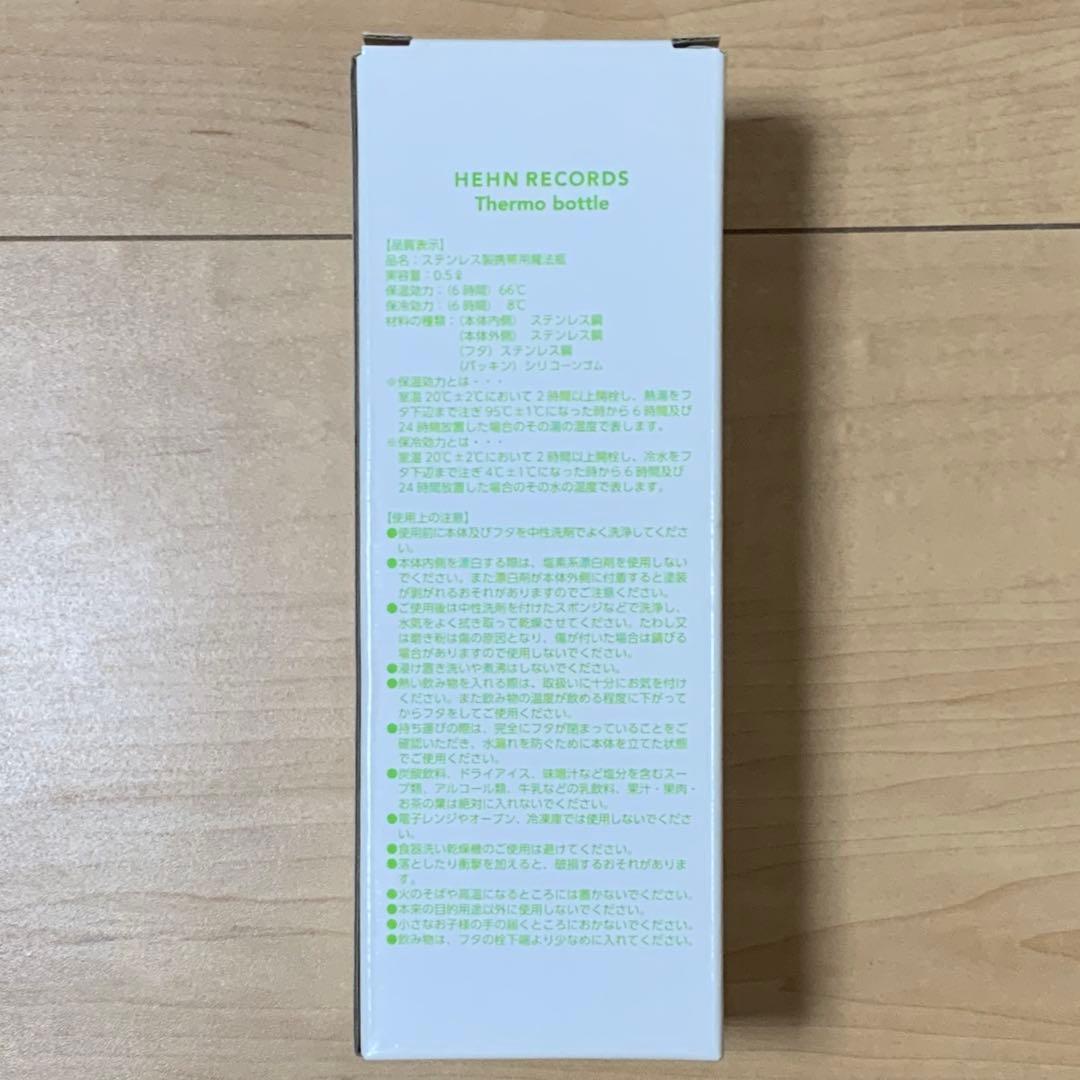 HEHN RECORDS
Thermo bottle
【品質表示】
品名：ステンレス製携帯用魔法瓶
実容量：0.5ℓ
保温効力：（6時間）66℃
保冷効力：（6時間） 8℃
材料の種類：（本体内側） ステンレス鋼
（本体外側） ステンレス鋼
（フタ）ステンレス鋼
（パッキン）シリコーンゴム
※保温効力とは・・・
室温20℃±2℃において2時間以上開栓し、熱湯をフ
タ下辺まで注ぎ95℃±1℃になった時から6時間及び
24時間放置した場合のその湯の温度で表します。
※保冷効力とは・・・
室温20℃±2℃において2時間以上開栓し、冷水をフ
タ下辺まで注ぎ4℃±1℃になった時から6時間及び
24時間放置した場合のその水の温度で表します。
【使用上の注意】
●使用前に本体及びフタを中性洗剤でよく洗浄してくださ
い。
●本体内側を漂白する際は、塩素系漂白剤を使用しない
でください。また漂白剤が本体外側に付着すると塗装
が剥がれるおそれがありますのでご注意ください。
●ご使用後は中性洗剤を付けたスポンジなどで洗浄し、
水気をよく拭き取って乾燥させてください。たわし又
は磨き粉は傷の原因となり、傷が付いた場合は錆びる
場合がありますので使用しないでください。
●浸け置き洗いや煮沸はしないでください。
●熱い飲み物を入れる際は、取扱いに十分にお気を付け
ください。また飲み物の温度が飲める程度に下がって
からフタをしてご使用ください。
●持ち運びの際は、完全にフタが閉まっていることをご
確認いただき、水漏れを防ぐために本体を立てた状態
でご使用ください。
●炭酸飲料、ドライアイス、味噌汁など塩分を含むスー
プ類、アルコール類、牛乳などの乳飲料、果汁・果肉・
お茶の葉は絶対に入れないでください。
●電子レンジやオーブン、冷凍庫では使用しないでくださ
い。
●食器洗い乾燥機のご使用は避けてください。
●落としたり衝撃を加えると、破損するおそれがありま
す。
●火のそばや高温になるところには置かないでください。
●本来の目的用途以外に使用しないでください。
●小さなお子様の手の届くところにおかないでください。
●飲み物は、フタの栓下端より少なめに入れてください。